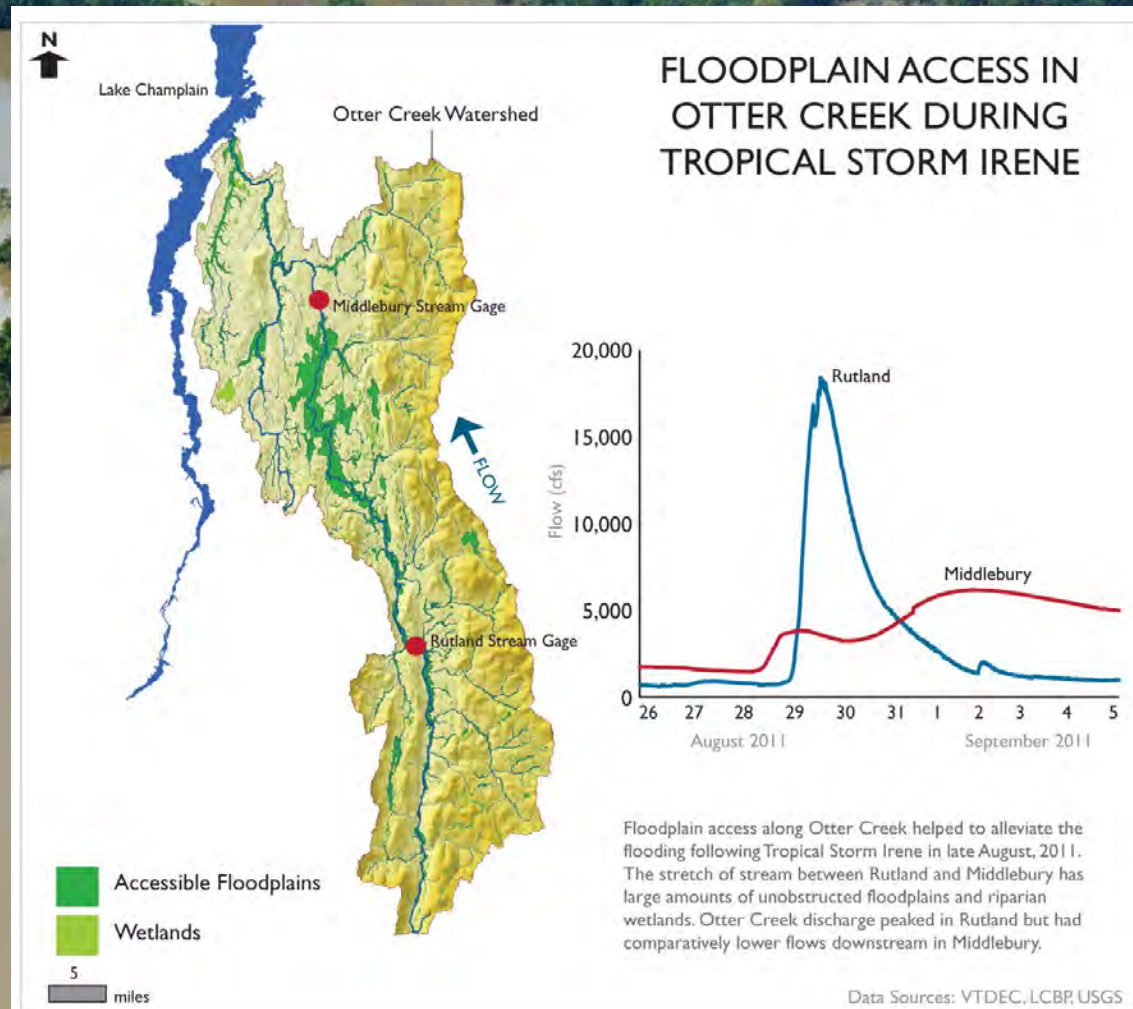 N
Lake Champlain
Otter Creek Watershed
FLOODPLAIN ACCESS IN
OTTER CREEK DURING
TROPICAL STORM IRENE
Middlebury Stream Gage
FLOW
Rutland Stream Gage
Accessible Floodplains
Wetlands
5
miles
20,000
15,000
10,000
5,000
0
Flow (cfs)
Rutland
Middlebury
26 27 28 29 30 31 1 2 3 4 5
August 2011 September 2011
Floodplain access along Otter Creek helped to alleviate the
flooding following Tropical Storm Irene in late August, 2011.
The stretch of stream between Rutland and Middlebury has
large amounts of unobstructed floodplains and riparian
wetlands. Otter Creek discharge peaked in Rutland but had
comparatively lower flows downstream in Middlebury.
Data Sources: VTDEC, LCBP, USGS